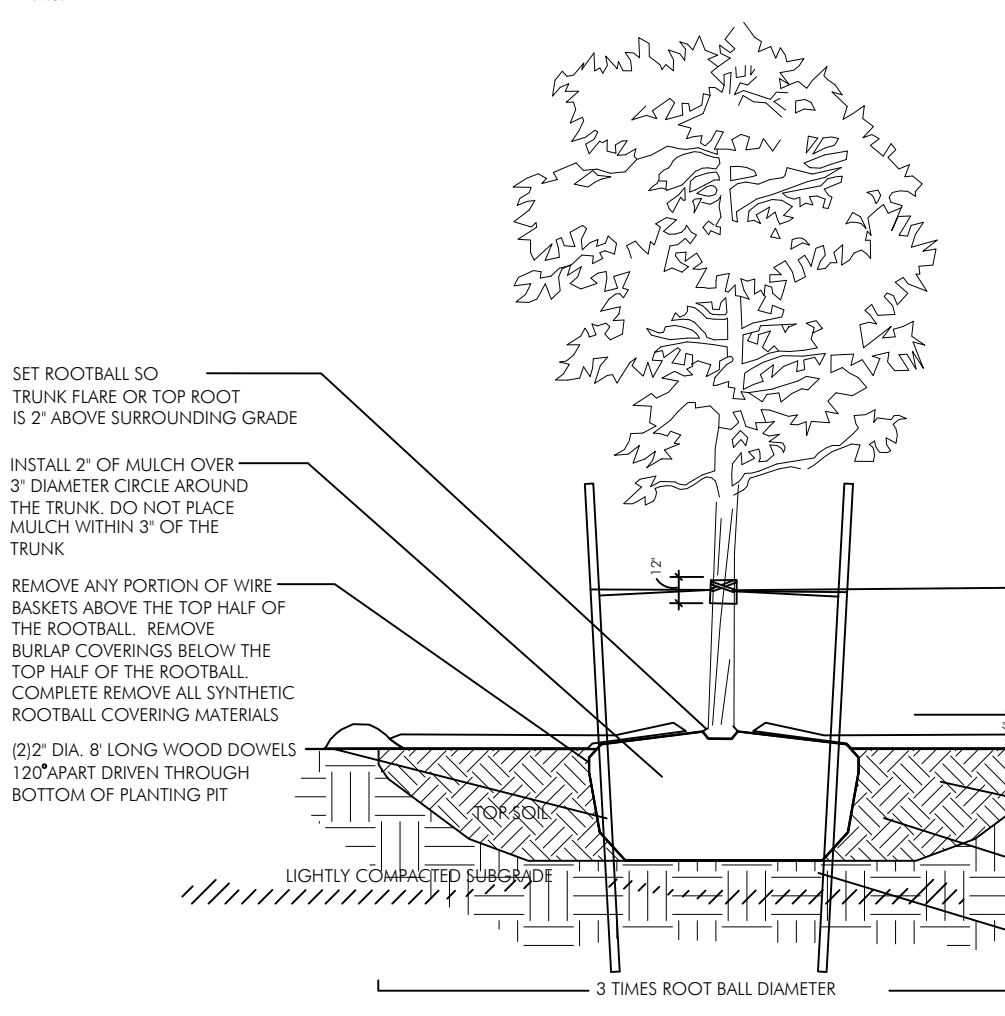 SET ROOTBALL SO
TRUNK FLARE OR TOP ROOT
IS 2" ABOVE SURROUNDING GRADE
INSTALL 2" OF MULCH OVER
3" DIAMETER CIRCLE AROUND
THE TRUNK. DO NOT PLACE
MULCH WITHIN 3" OF THE
TRUNK
12"
REMOVE ANY PORTION OF WIRE
BASKETS ABOVE THE TOP HALF OF
THE ROOTBALL. REMOVE
BURLAP COVERINGS BELOW THE
TOP HALF OF THE ROOTBALL.
COMPLETE REMOVE ALL SYNTHETIC
ROOTBALL COVERING MATERIALS
(2)2" DIA. 8' LONG WOOD DOWELS
120° APART DRIVEN THROUGH
BOTTOM OF PLANTING PIT
TOP SOIL
LIGHTLY COMPACTED SUBGRADE
3 TIMES ROOT BALL DIAMETER